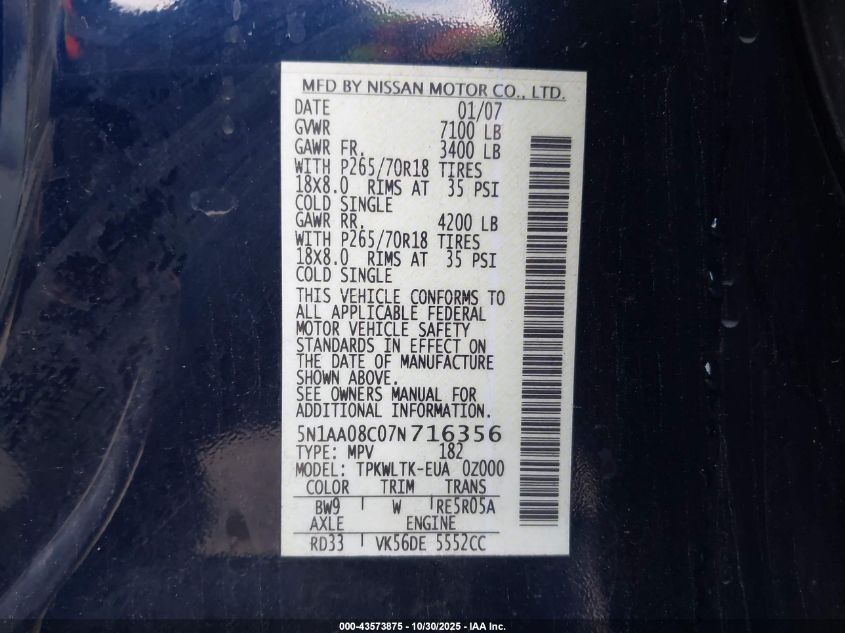 MFD BY NISSAN MOTOR CO., LTD.
DATE 01/07
GVWR 7100 LB
GAWR FR. 3400 LB
WITH P265/70R18 TIRES
18X8.0 RIMS AT 35 PSI
COLD SINGLE
GAWR RR. 4200 LB
WITH P265/70R18 TIRES
18X8.0 RIMS AT 35 PSI
COLD SINGLE
THIS VEHICLE CONFORMS TO
ALL APPLICABLE FEDERAL
MOTOR VEHICLE SAFETY
STANDARDS IN EFFECT ON
THE DATE OF MANUFACTURE
SHOWN ABOVE.
SEE OWNERS MANUAL FOR
ADDITIONAL INFORMATION.
5N1AA08C07N716356
TYPE: MPV 182
MODEL: TPKWLTK-EUA 0Z000
COLOR TRIM TRANS
BW9 W RE5R05A
AXLE ENGINE
RD33 VK56DE 5552CC
000-43573875 - 10/30/2025 - IAA Inc.